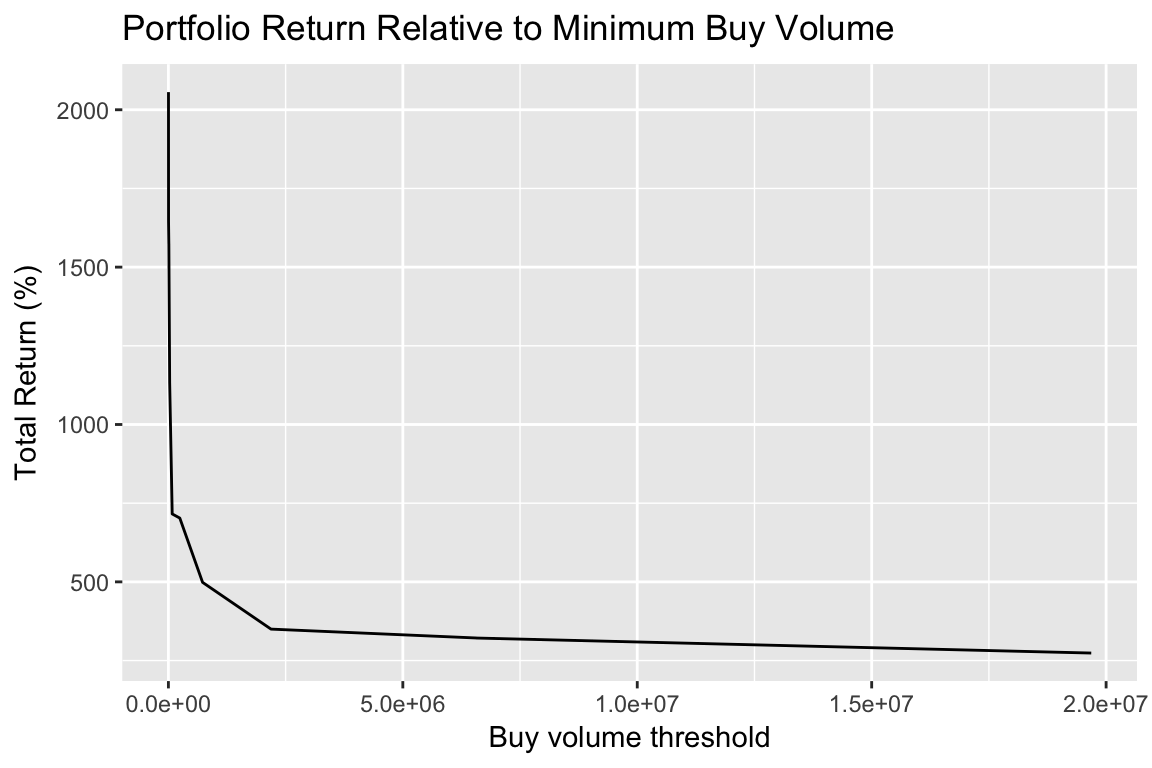 Portfolio Return Relative to Minimum Buy Volume
2000
1500
1000
500
Total Return (%)
0.0e+00 5.0e+06 1.0e+07 1.5e+07 2.0e+07
Buy volume threshold